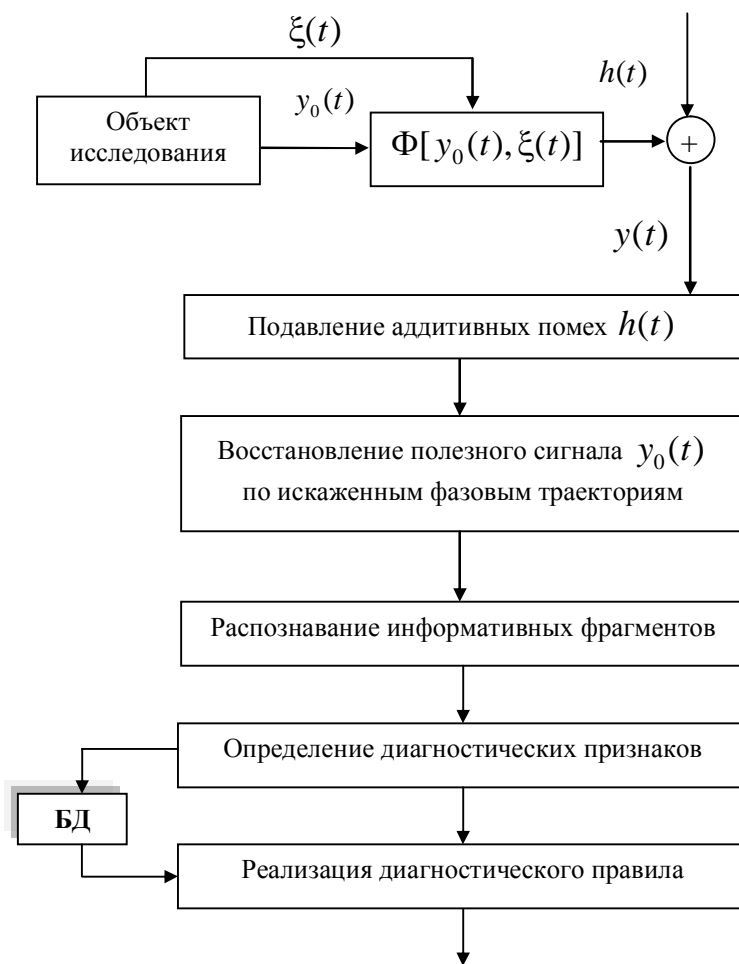 ξ(t)
h(t)
y₀(t)
Объект
исследования
Φ[y₀(t),ξ(t)]
+
y(t)
Подавление аддитивных помех h(t)
Восстановление полезного сигнала y₀(t)
по искаженным фазовым траекториям
Распознавание информативных фрагментов
Определение диагностических признаков
БД
Реализация диагностического правила